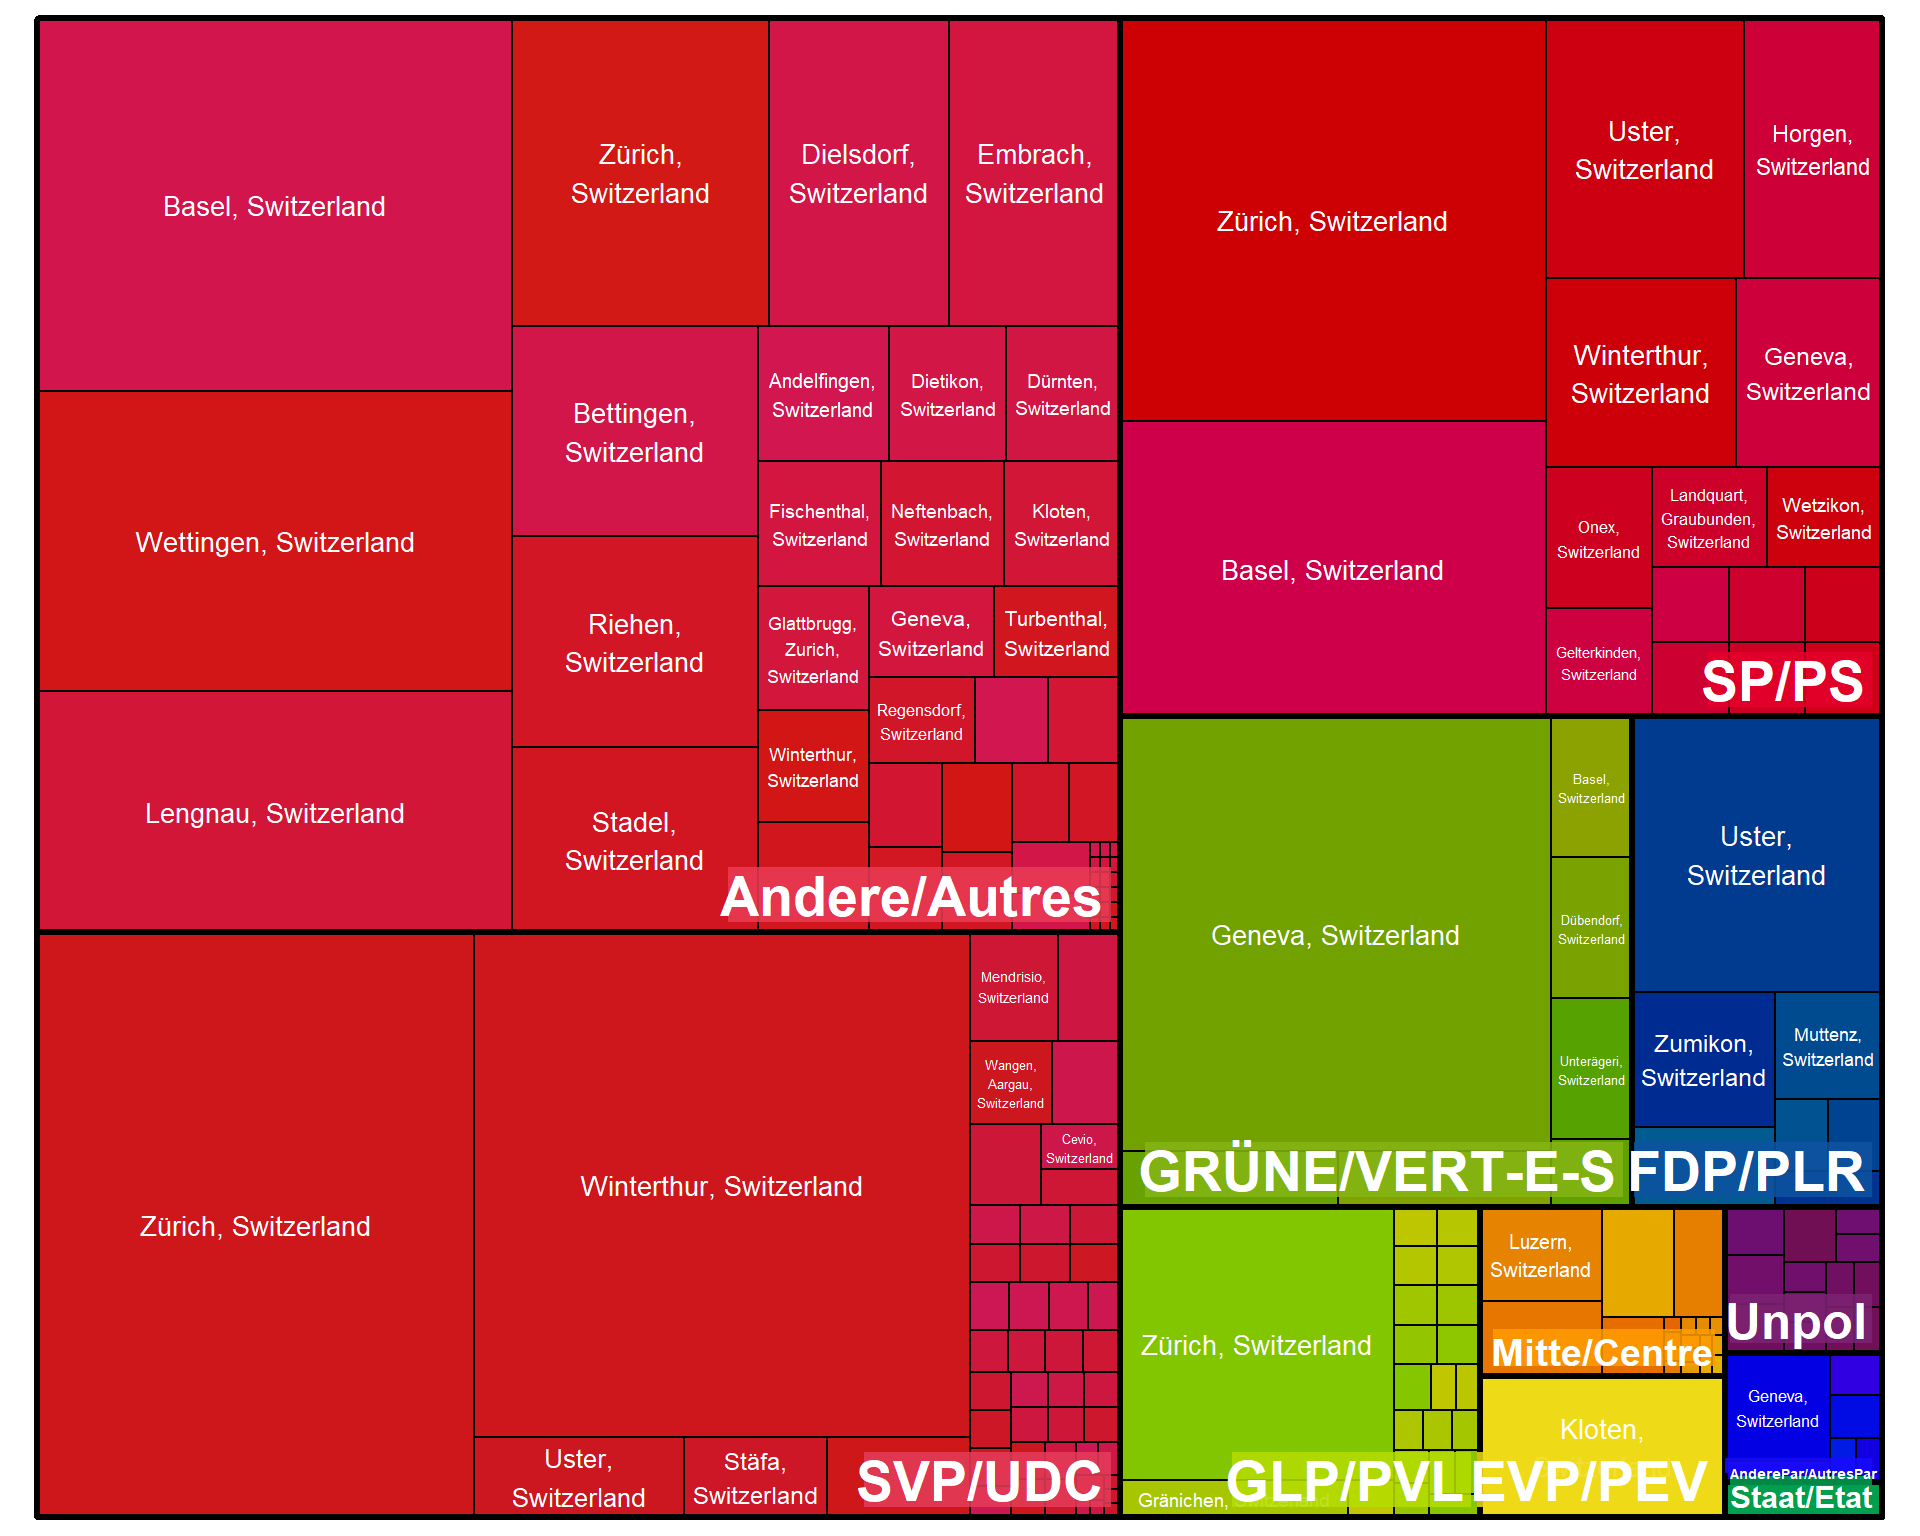 Basel, Switzerland
Wettingen, Switzerland
Lengnau, Switzerland
Zürich,
Switzerland
Dielsdorf,
Switzerland
Embrach,
Switzerland
Bettingen,
Switzerland
Andelfingen,
Switzerland
Dietikon,
Switzerland
Dürnten,
Switzerland
Fischenthal,
Switzerland
Neftenbach,
Switzerland
Kloten,
Switzerland
Riehen,
Switzerland
Glattbrugg,
Zurich,
Switzerland
Geneva,
Switzerland
Turbenthal,
Switzerland
Regensdorf,
Switzerland
Winterthur,
Switzerland
Stadel,
Switzerland
Andere/Autres
Zürich, Switzerland
Uster,
Switzerland
Horgen,
Switzerland
Winterthur,
Switzerland
Geneva,
Switzerland
Basel, Switzerland
Onex,
Switzerland
Landquart,
Graubunden,
Switzerland
Wetzikon,
Switzerland
Gelterkinden,
Switzerland
SP/PS
Geneva, Switzerland
Basel,
Switzerland
Dübendorf,
Switzerland
Unterägeri,
Switzerland
GRÜNE/VERT-E-S
Uster,
Switzerland
Zumikon,
Switzerland
Muttenz,
Switzerland
FDP/PLR
Zürich, Switzerland
Winterthur, Switzerland
Uster,
Switzerland
Stäfa,
Switzerland
Mendrisio,
Switzerland
Wangen,
Aargau,
Switzerland
Cevio,
Switzerland
SVP/UDC
Zürich, Switzerland
Gränichen, Switzerland
GLP/PVL
Luzern,
Switzerland
Mitte/Centre
Kloten,
EVP/PEV
Unpol
Geneva,
Switzerland
AnderePar/AutresPar
Staat/Etat